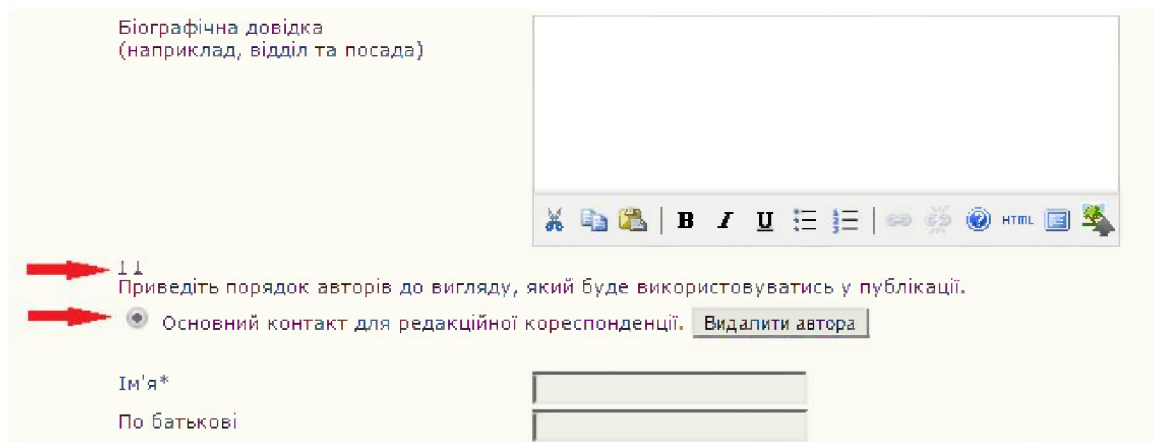 Біографічна довідка
(наприклад, відділ та посада)
B I U HTML
↑ ↓
Приведіть порядок авторів до вигляду, який буде використовуватись у публікації.
Основний контакт для редакційної кореспонденції. Видалити автора
Ім'я*
По батькові